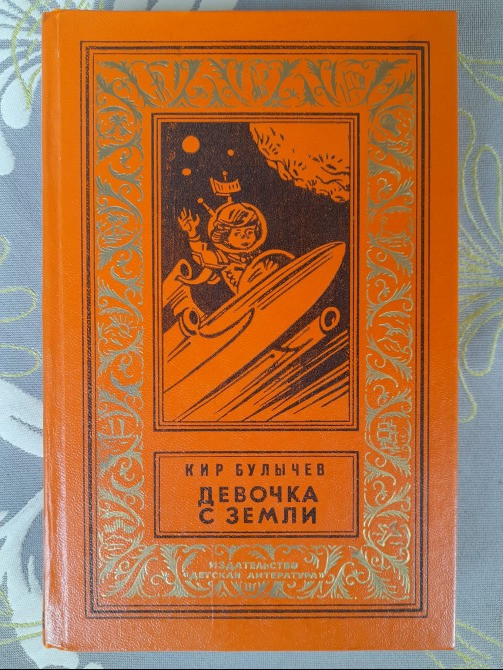 КИР БУЛЫЧЕВ
ДЕВОЧКА
С ЗЕМЛИ
ИЗДАТЕЛЬСТВО
"ДЕТСКАЯ ЛИТЕРАТУРА"